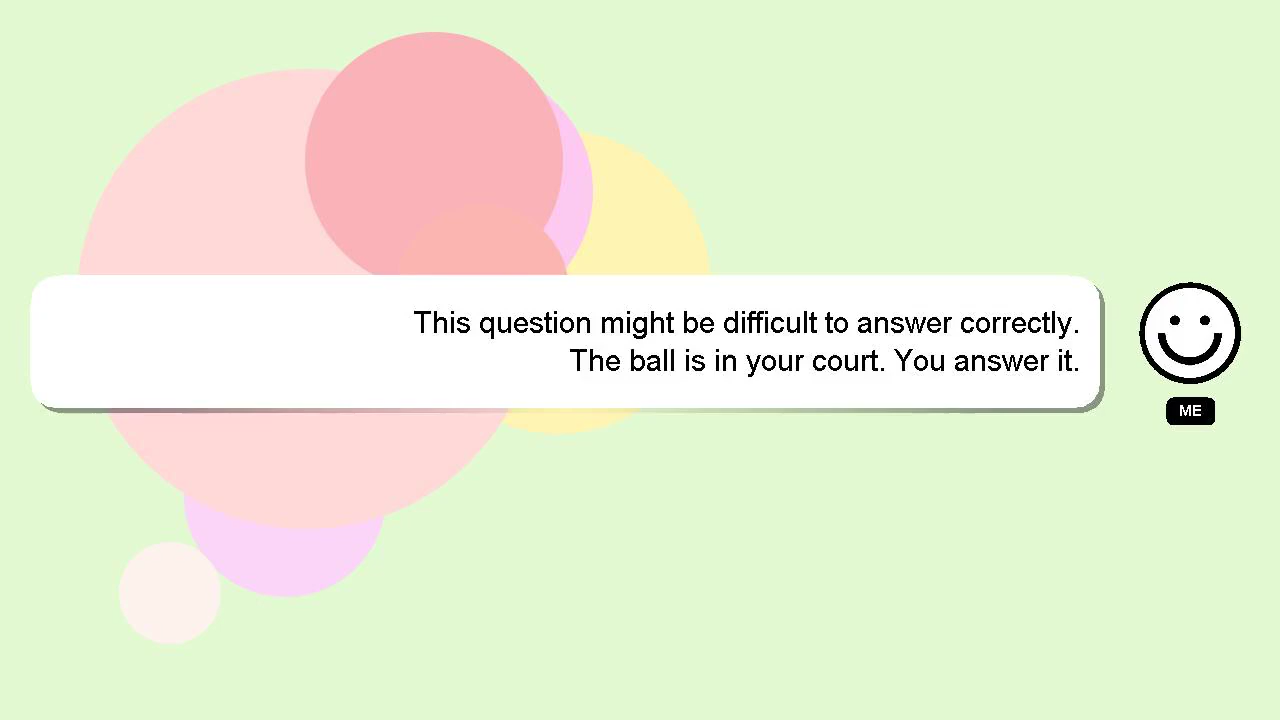 This question might be difficult to answer correctly.
The ball is in your court. You answer it.
ME